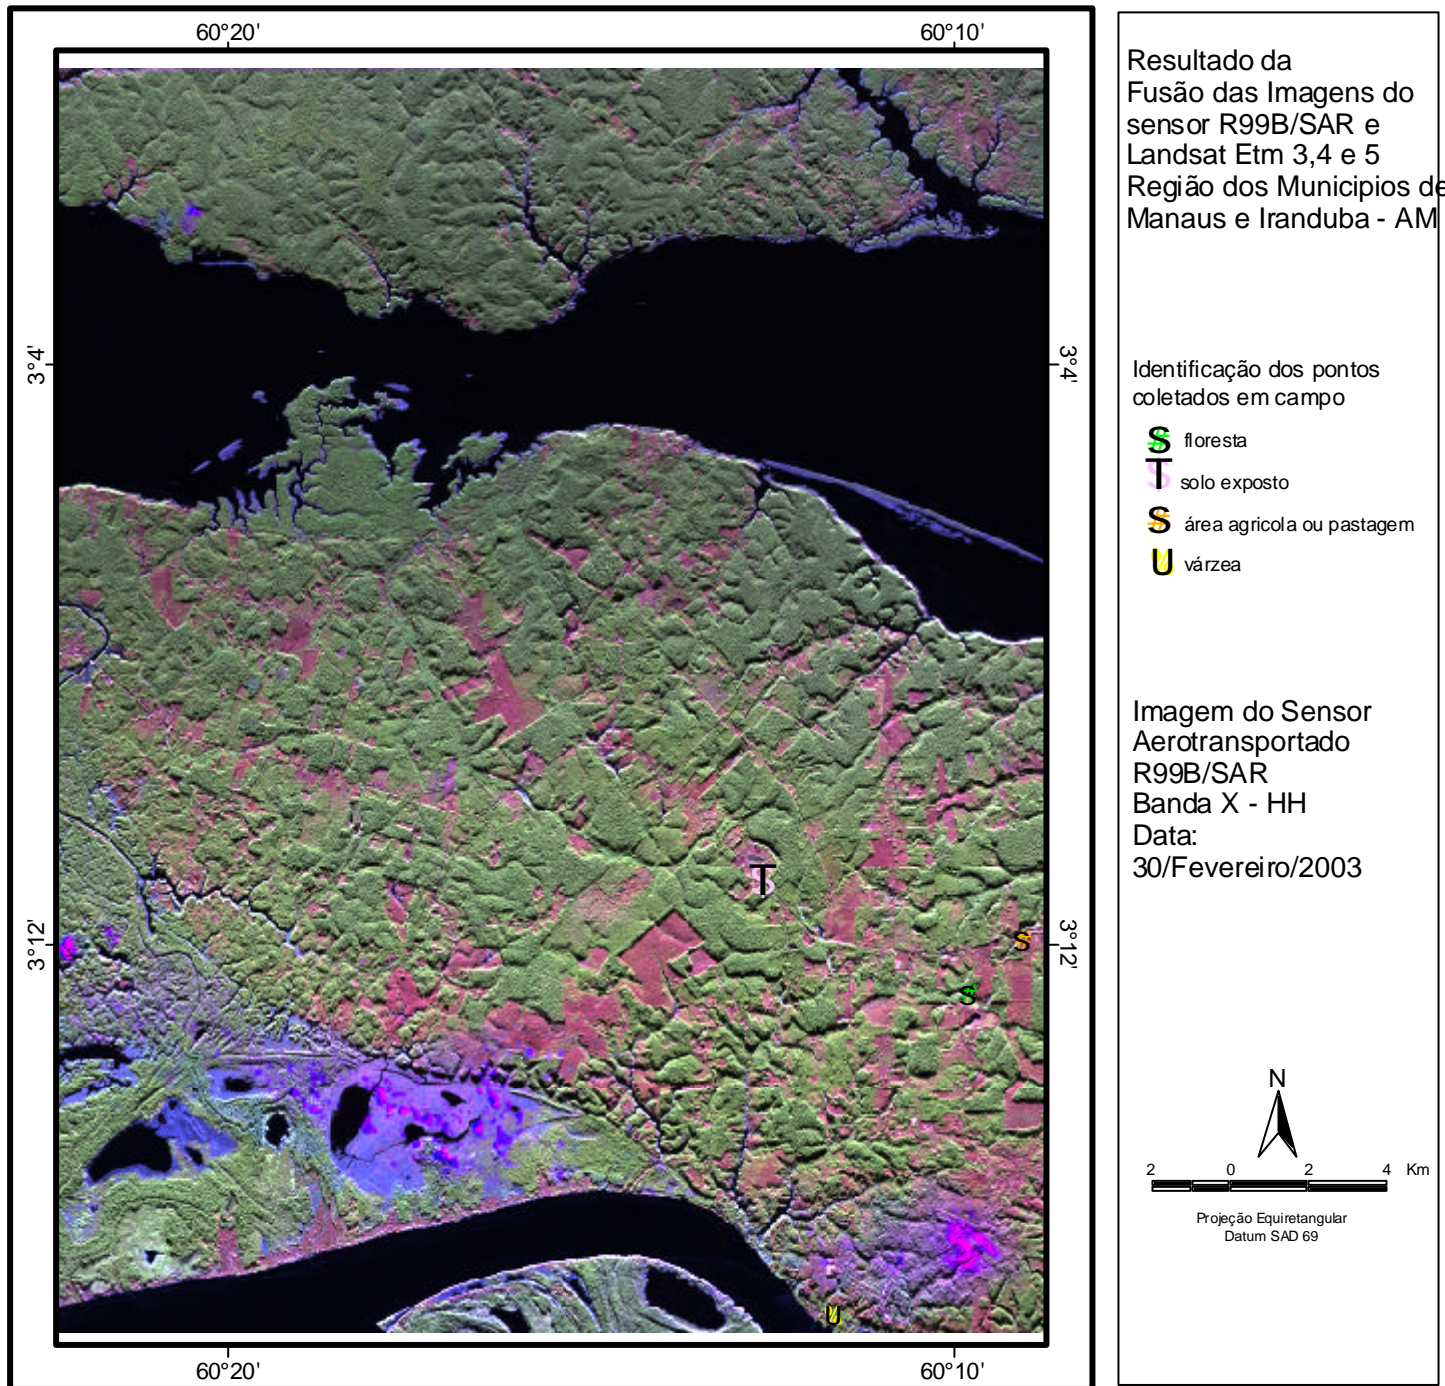 60°20'
60°10'
3°4'
3°4'
3°12'
3°12'
60°20'
60°10'
T
S
S
S
U
Resultado da
Fusão das Imagens do
sensor R99B/SAR e
Landsat Etm 3,4 e 5
Região dos Municipios de
Manaus e Iranduba - AM
Identificação dos pontos
coletados em campo
S floresta
T S solo exposto
S área agricola ou pastagem
U várzea
Imagem do Sensor
Aerotransportado
R99B/SAR
Banda X - HH
Data:
30/Fevereiro/2003
N
2 0 2 4 Km
Projeção Equiretangular
Datum SAD 69